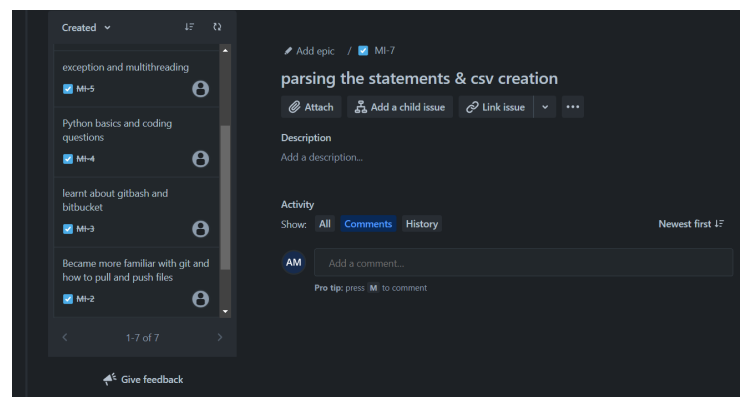 Created
exception and multithreading
MI-5
Python basics and coding
questions
MI-4
learnt about gitbash and
bitbucket
MI-3
Became more familiar with git and
how to pull and push files
MI-2
1-7 of 7
Give feedback
Add epic / MI-7
parsing the statements & csv creation
Attach Add a child issue Link issue
Description
Add a description...
Activity
Show: All Comments History Newest first
AM Add a comment...
Pro tip: press M to comment